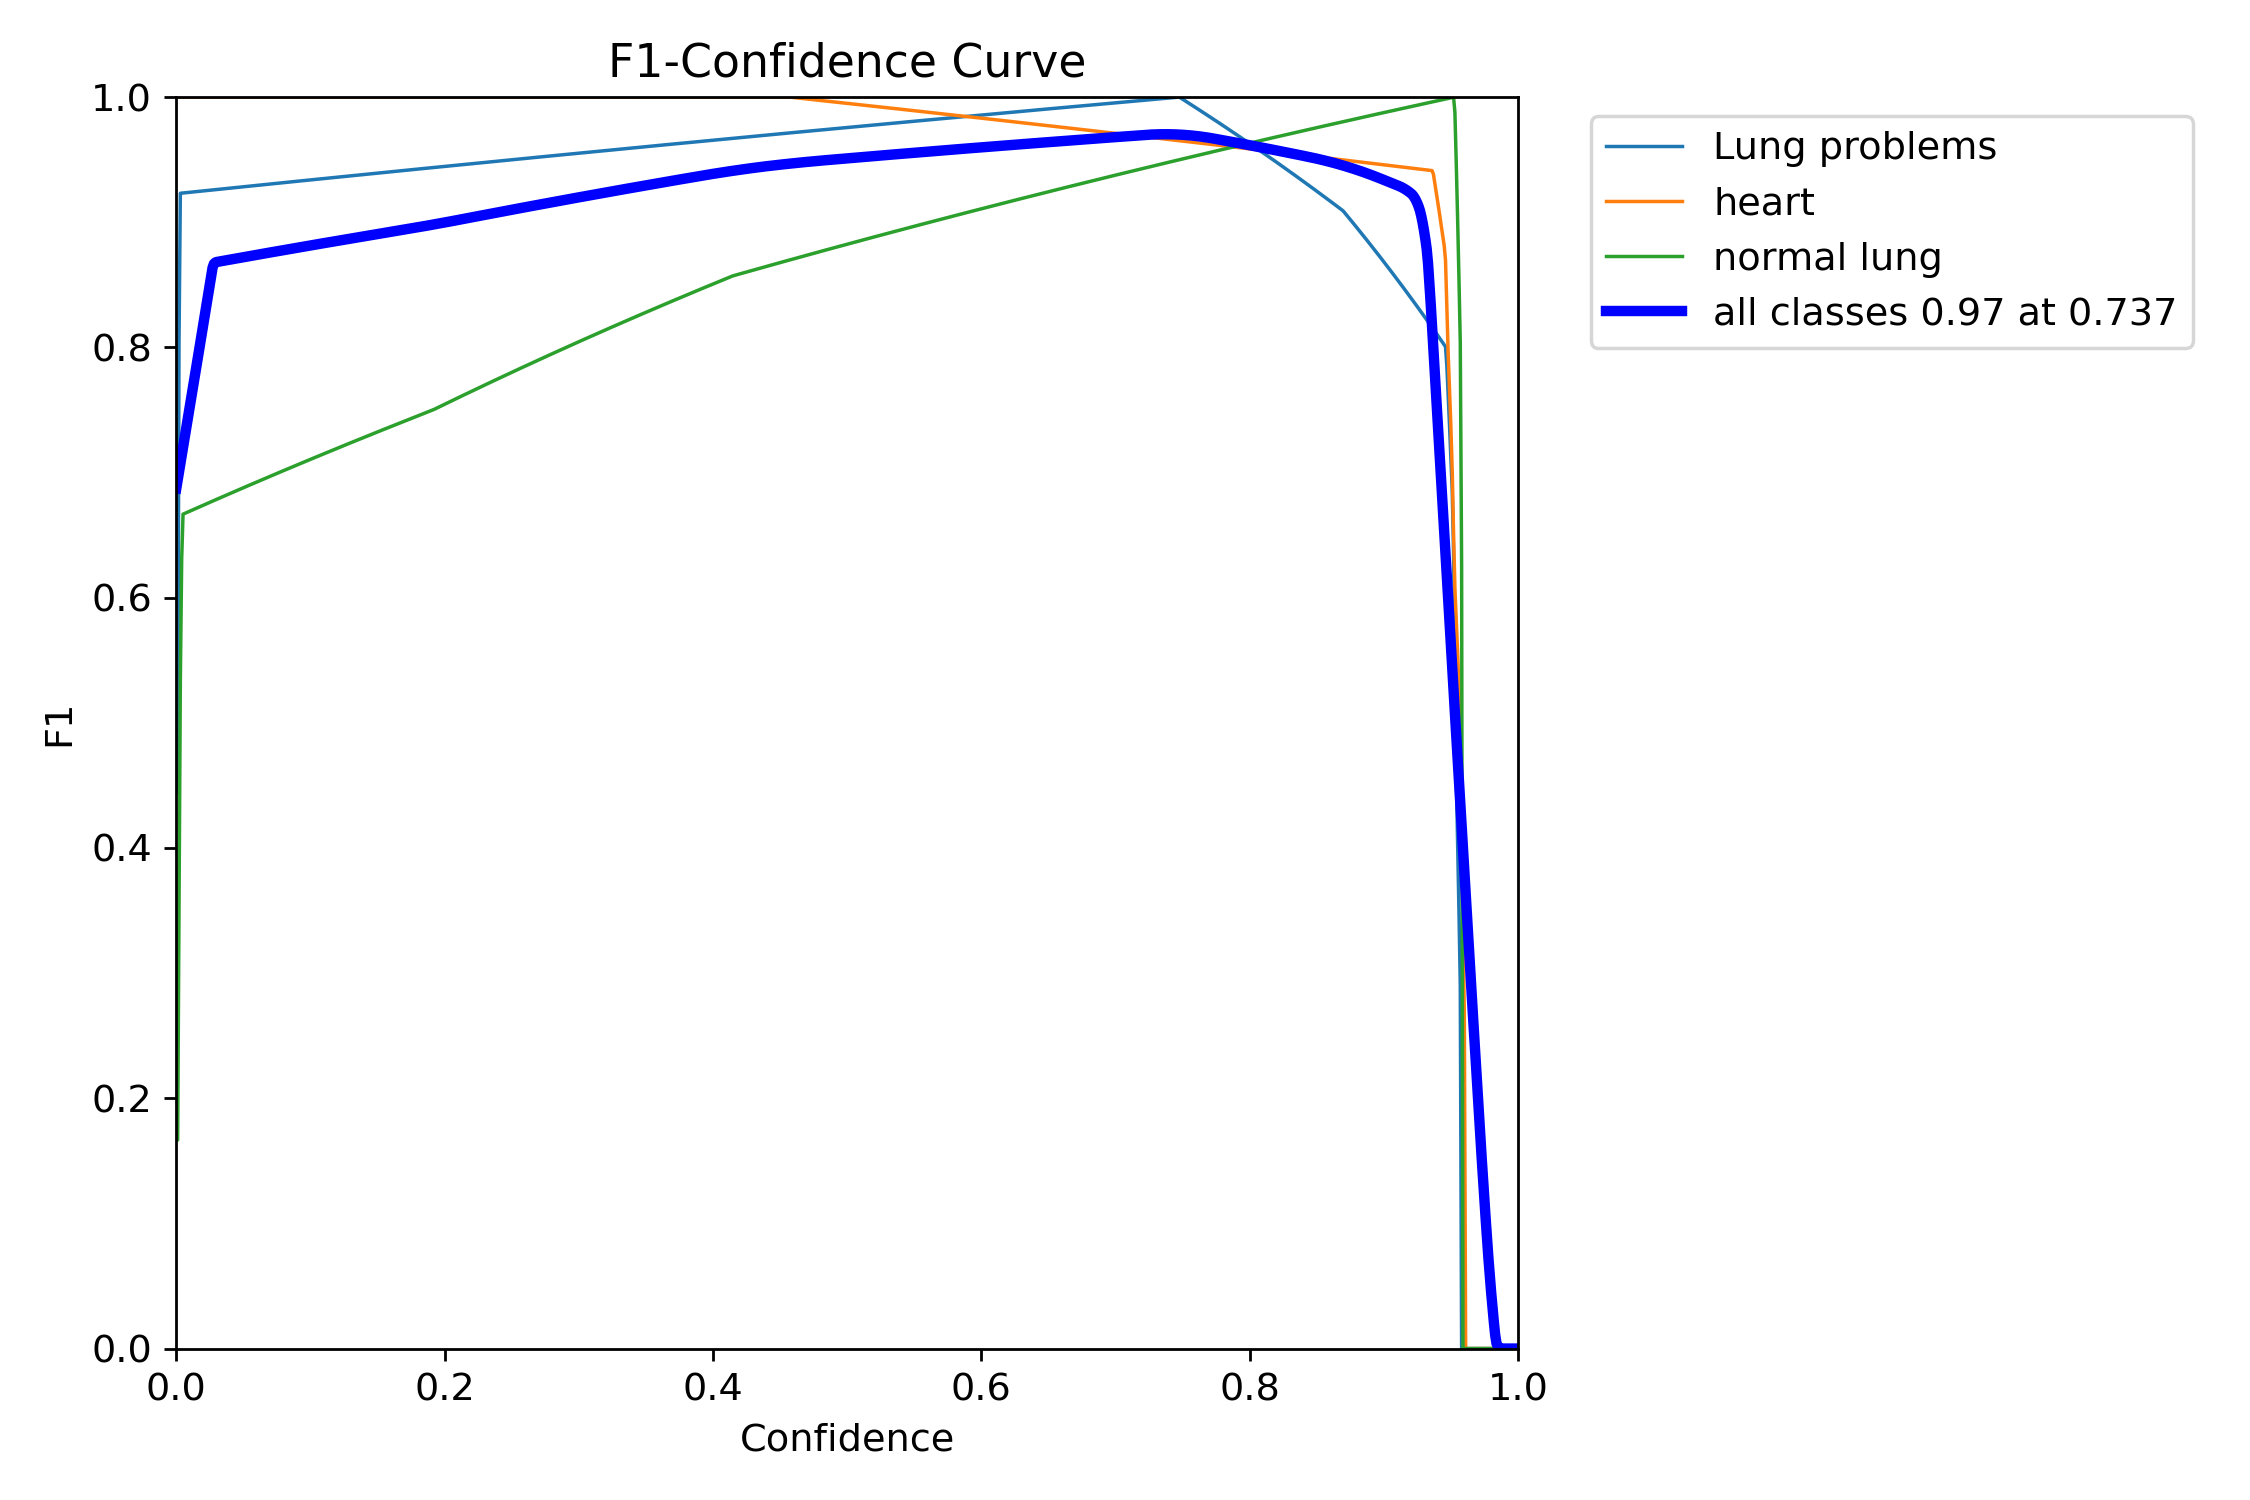 F1-Confidence Curve
1.0
0.8
0.6
0.4
0.2
0.0
F1
0.0 0.2 0.4 0.6 0.8 1.0
Confidence
Lung problems
heart
normal lung
all classes 0.97 at 0.737